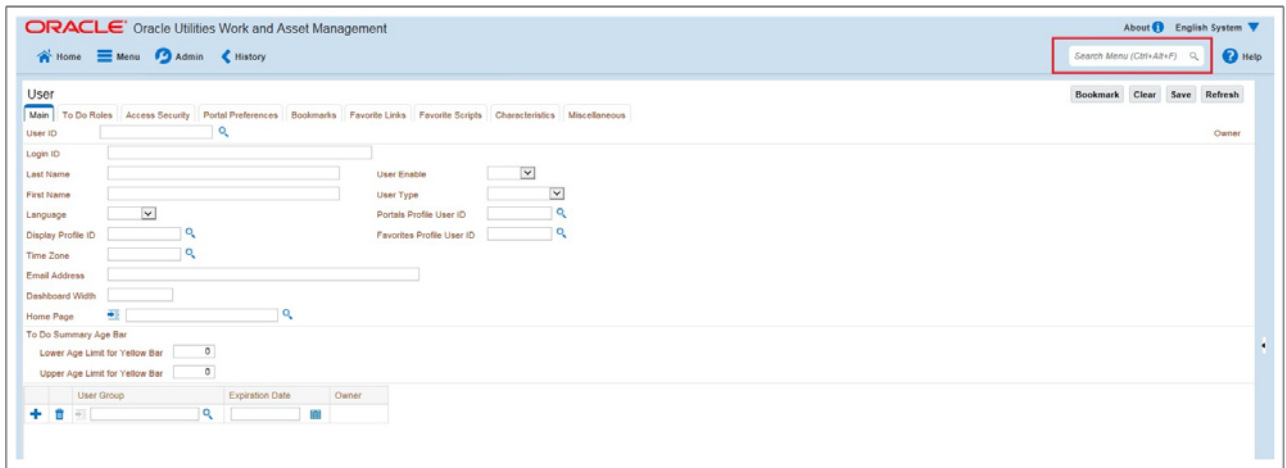 ORACLE® Oracle Utilities Work and Asset Management About English System
Home Menu Admin History Search Menu (Ctrl+Alt+F) Help
User Bookmark Clear Save Refresh
Main To Do Roles Access Security Portal Preferences Bookmarks Favorite Links Favorite Scripts Characteristics Miscellaneous
User ID Owner
Login ID
Last Name User Enable
First Name User Type
Language Portals Profile User ID
Display Profile ID Favorites Profile User ID
Time Zone
Email Address
Dashboard Width
Home Page
To Do Summary Age Bar
Lower Age Limit for Yellow Bar 0
Upper Age Limit for Yellow Bar 0
User Group Expiration Date Owner